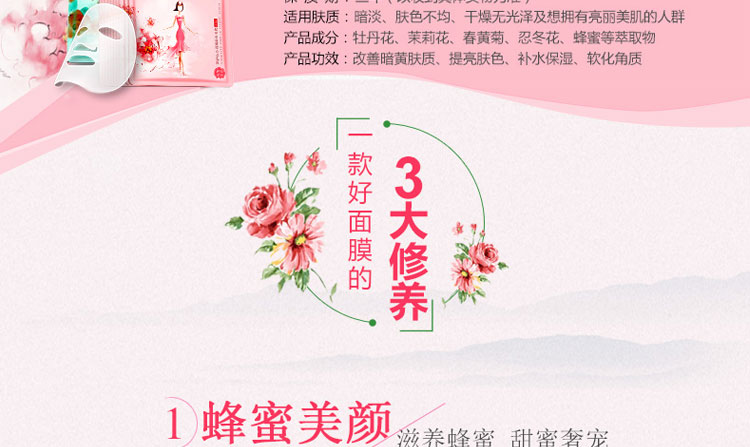 适用肤质：暗淡、肤色不均、干燥无光泽及想拥有亮丽美肌的人群
产品成分：牡丹花、茉莉花、春黄菊、忍冬花、蜂蜜等萃取物
产品功效：改善暗黄肤质、提亮肤色、补水保湿、软化角质
一款好面膜的
3大修养
1 蜂蜜美颜
滋养蜂蜜 甜蜜奢宠